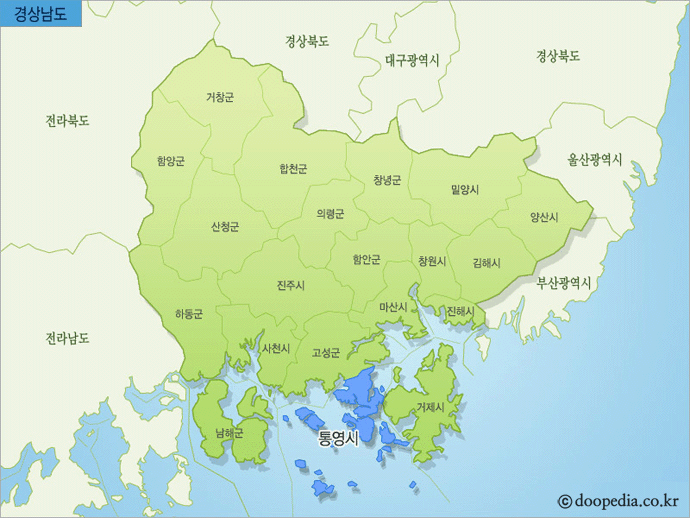 경상남도
경상북도
대구광역시
경상북도
전라북도
거창군
함양군
합천군
창녕군
밀양시
울산광역시
의령군
양산시
산청군
함안군
창원시
김해시
진주시
부산광역시
하동군
마산시
진해시
전라남도
사천시
고성군
거제시
남해군
통영시
ⓒdoopedia.co.kr